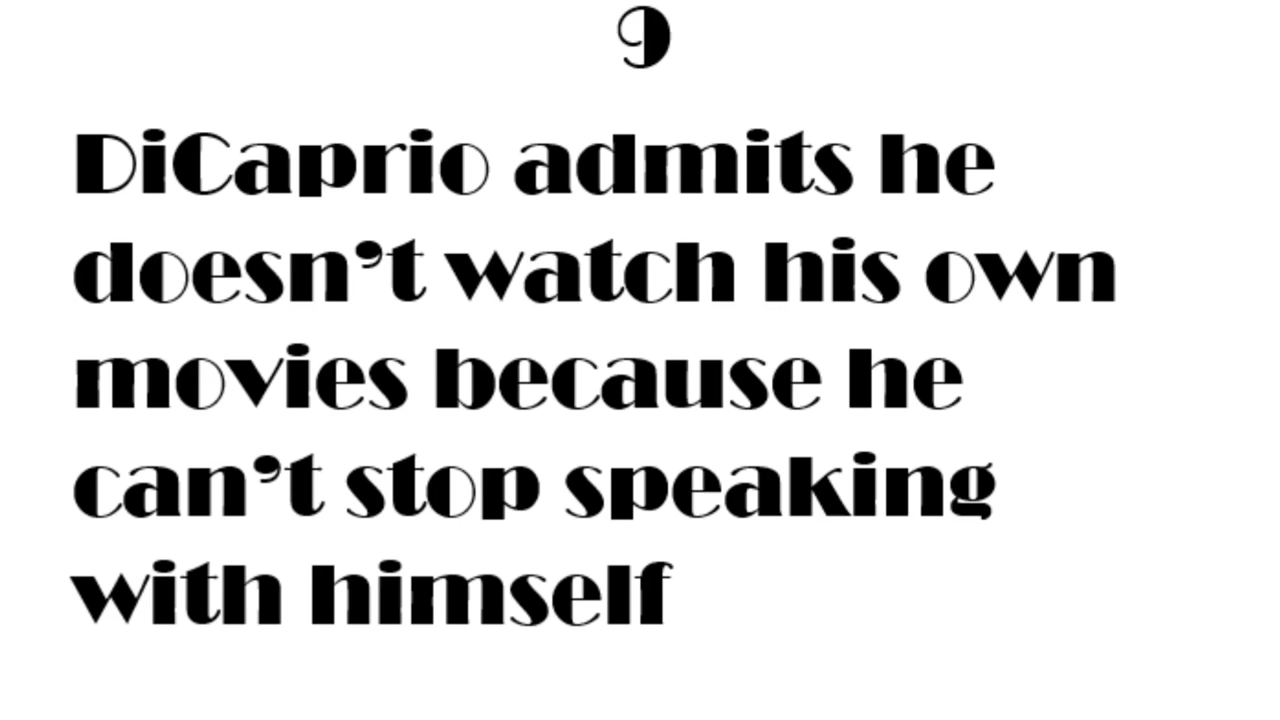 9
DiCaprio admits he
doesn’t watch his own
movies because he
can’t stop speaking
with himself